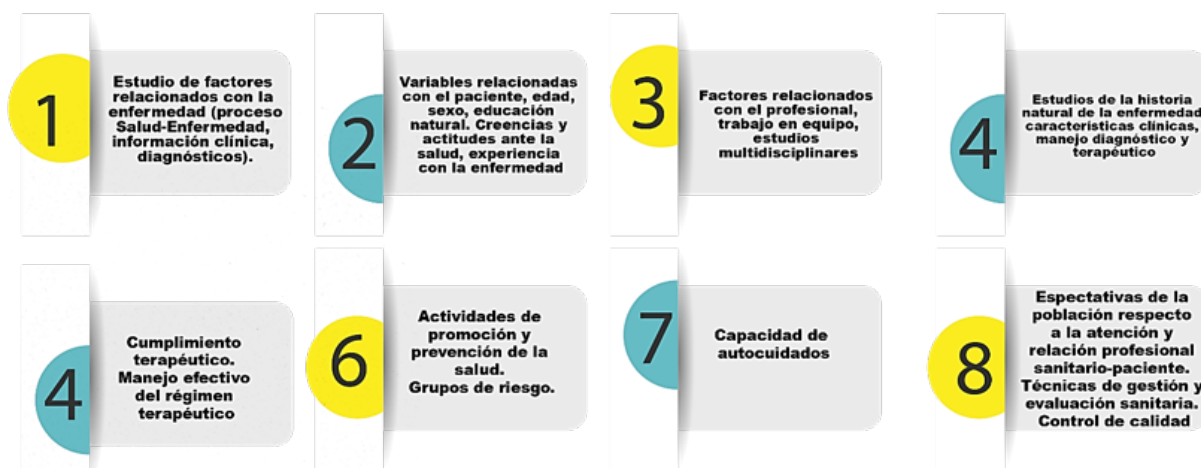 1
Estudio de factores
relacionados con la
enfermedad (proceso
Salud-Enfermedad,
información clínica,
diagnósticos).
2
Variables relacionadas
con el paciente, edad,
sexo, educación
natural. Creencias y
actitudes ante la
salud, experiencia
con la enfermedad
3
Factores relacionados
con el profesional,
trabajo en equipo,
estudios
multidisciplinares
4
Estudios de la historia
natural de la enfermedad
características clínicas,
manejo diagnóstico y
terapéutico
4
Cumplimiento
terapéutico.
Manejo efectivo
del régimen
terapéutico
6
Actividades de
promoción y
prevención de la
salud.
Grupos de riesgo.
7
Capacidad de
autocuidados
8
Espectativas de la
población respecto
a la atención y
relación profesional
sanitario-paciente.
Técnicas de gestión y
evaluación sanitaria.
Control de calidad